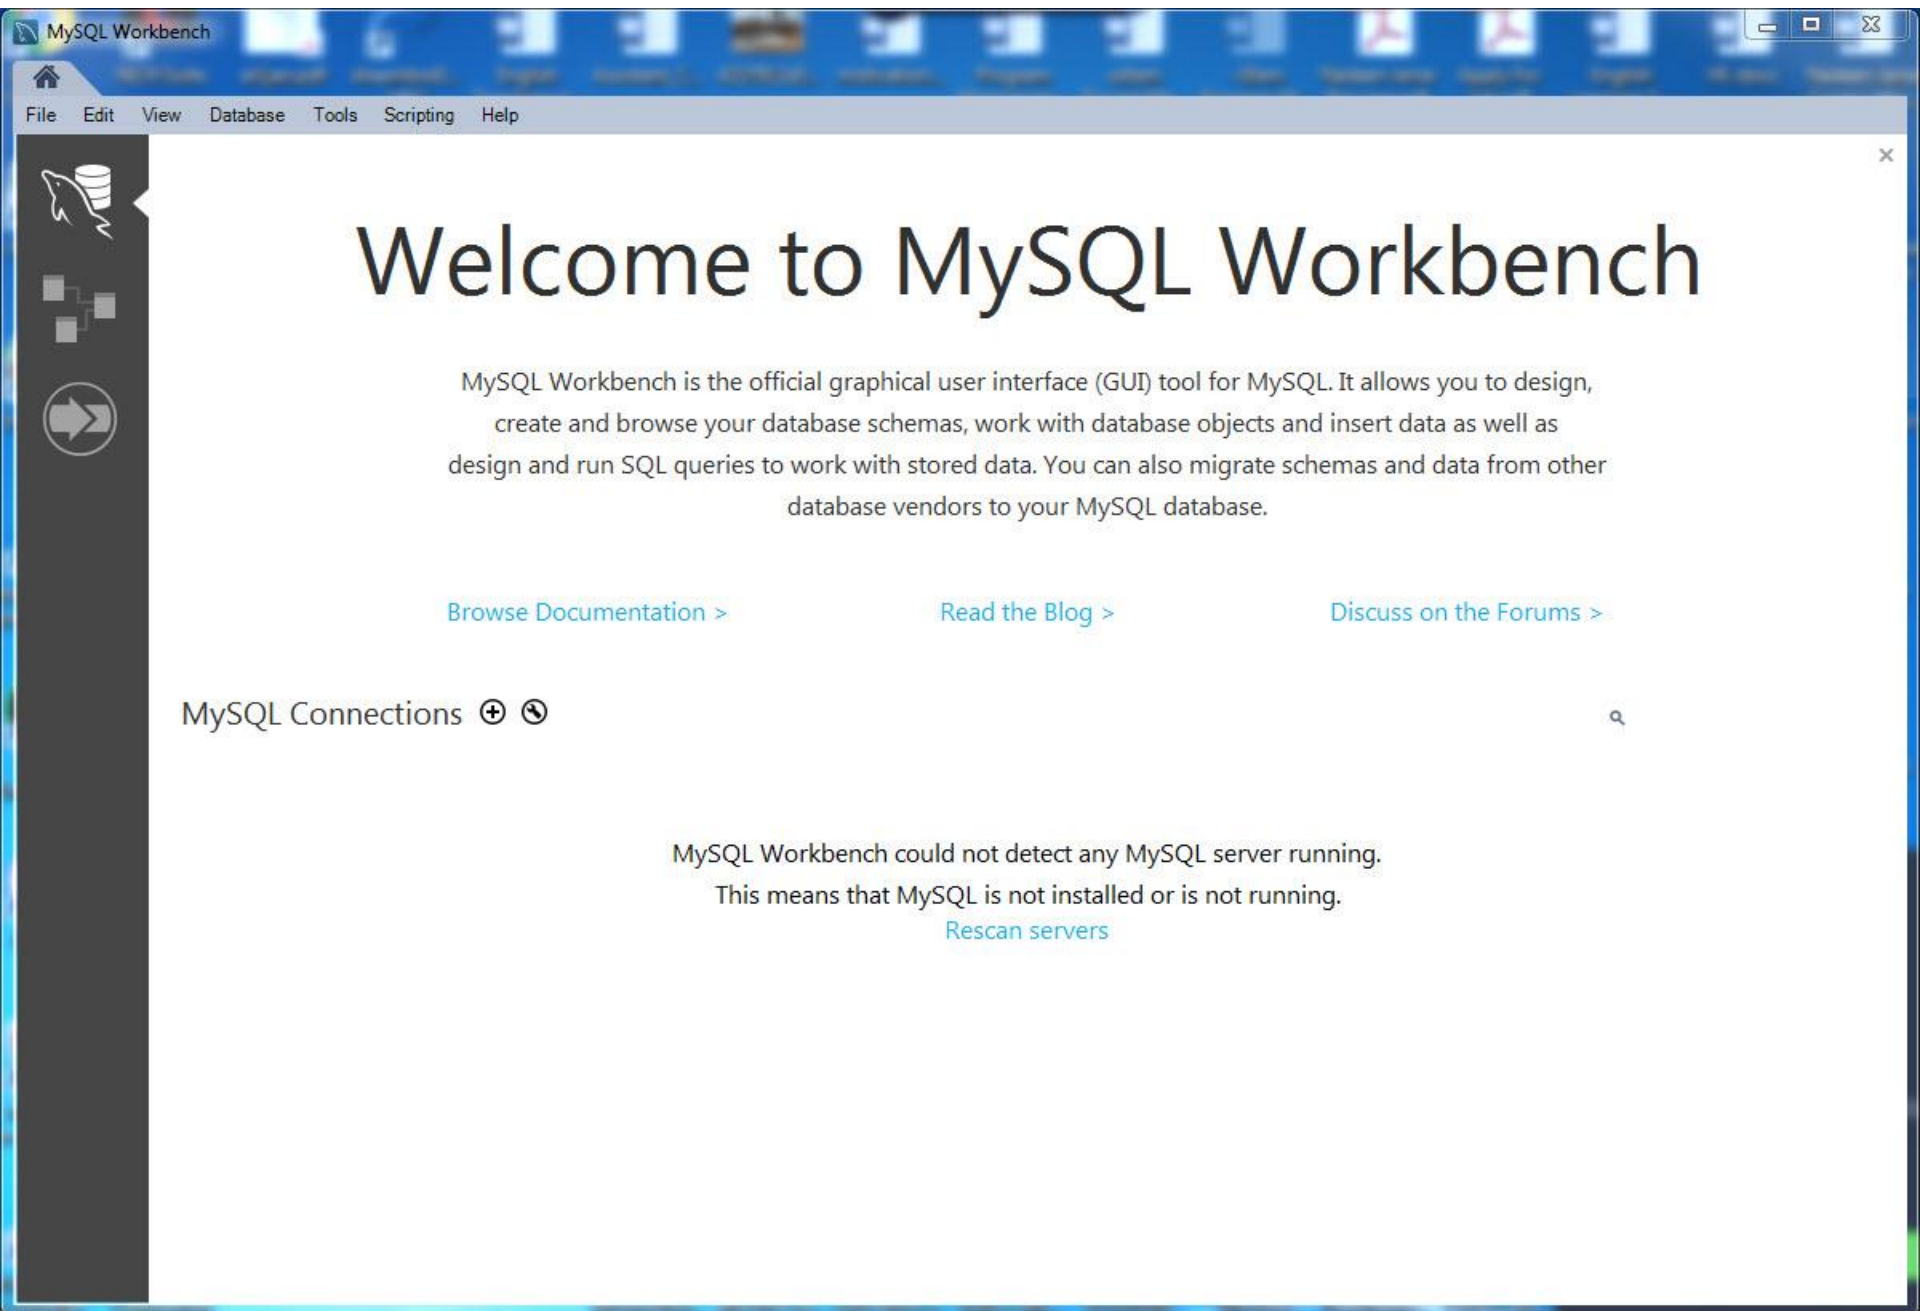 MySQL Workbench
File Edit View Database Tools Scripting Help
Welcome to MySQL Workbench
MySQL Workbench is the official graphical user interface (GUI) tool for MySQL. It allows you to design,
create and browse your database schemas, work with database objects and insert data as well as
design and run SQL queries to work with stored data. You can also migrate schemas and data from other
database vendors to your MySQL database.
Browse Documentation > Read the Blog > Discuss on the Forums >
MySQL Connections
MySQL Workbench could not detect any MySQL server running.
This means that MySQL is not installed or is not running.
Rescan servers